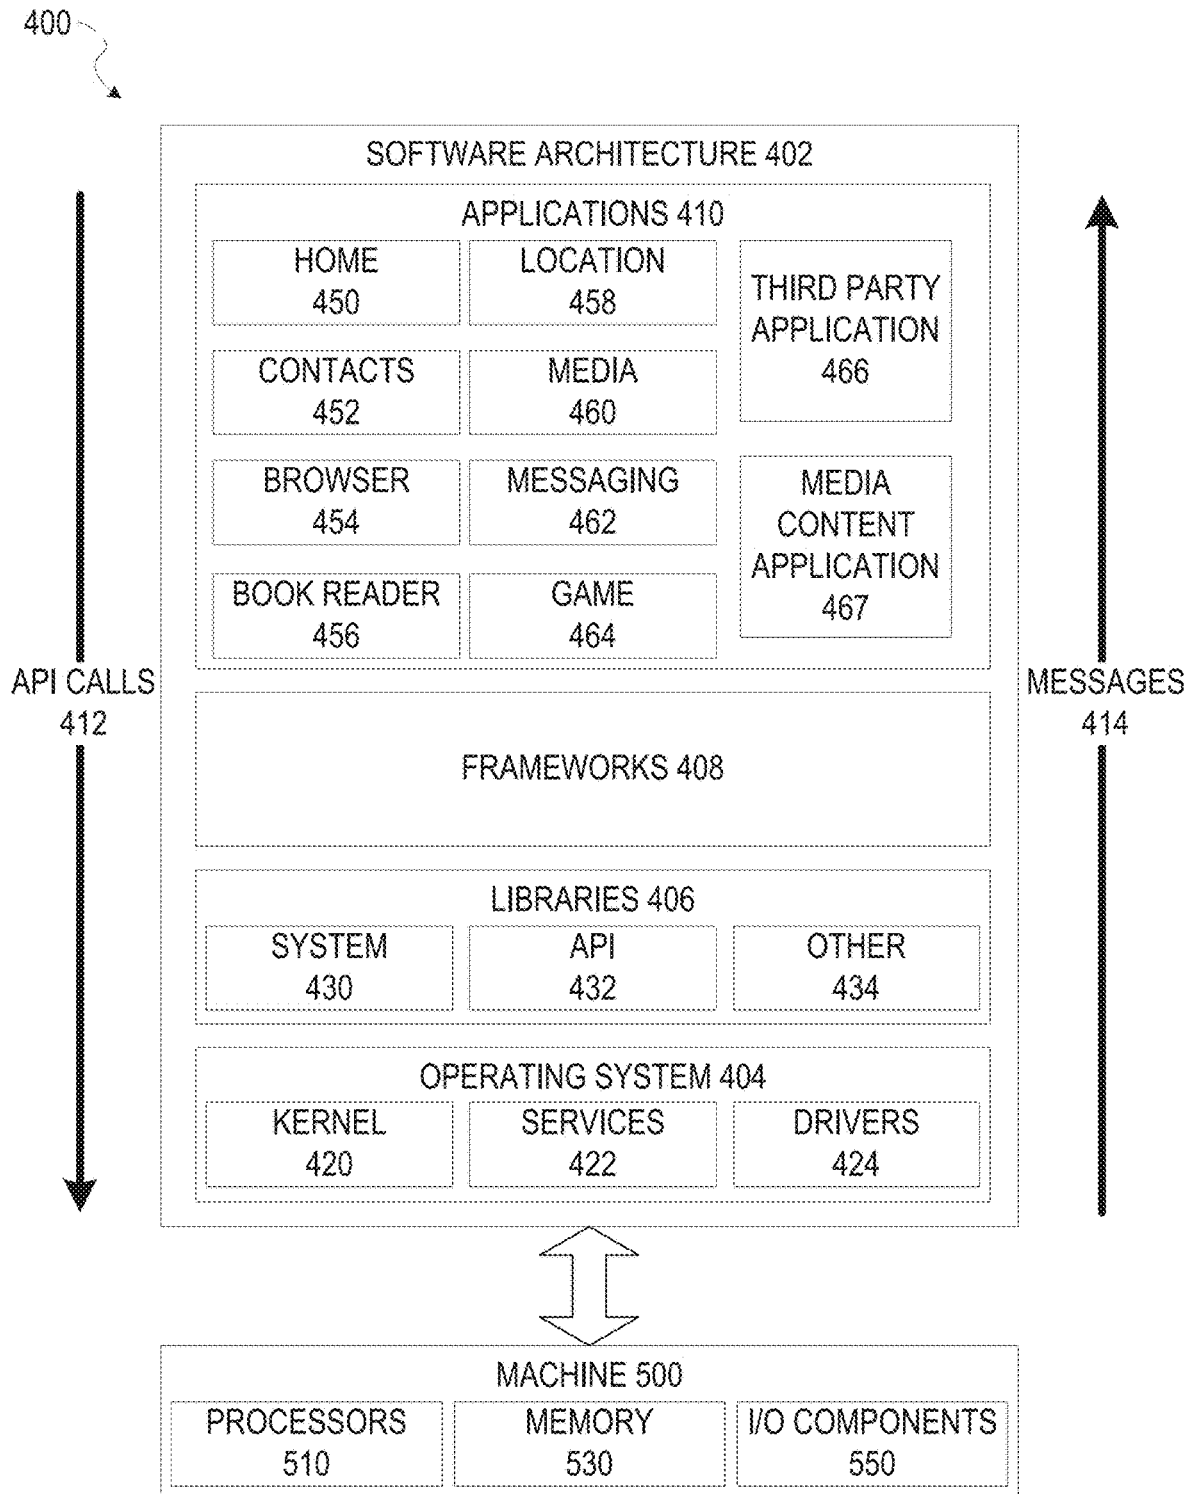 400
SOFTWARE ARCHITECTURE 402
APPLICATIONS 410
HOME
450
LOCATION
458
THIRD PARTY
APPLICATION
466
CONTACTS
452
MEDIA
460
BROWSER
454
MESSAGING
462
MEDIA
CONTENT
APPLICATION
467
BOOK READER
456
GAME
464
API CALLS
412
MESSAGES
414
FRAMEWORKS 408
LIBRARIES 406
SYSTEM
430
API
432
OTHER
434
OPERATING SYSTEM 404
KERNEL
420
SERVICES
422
DRIVERS
424
MACHINE 500
PROCESSORS
510
MEMORY
530
I/O COMPONENTS
550